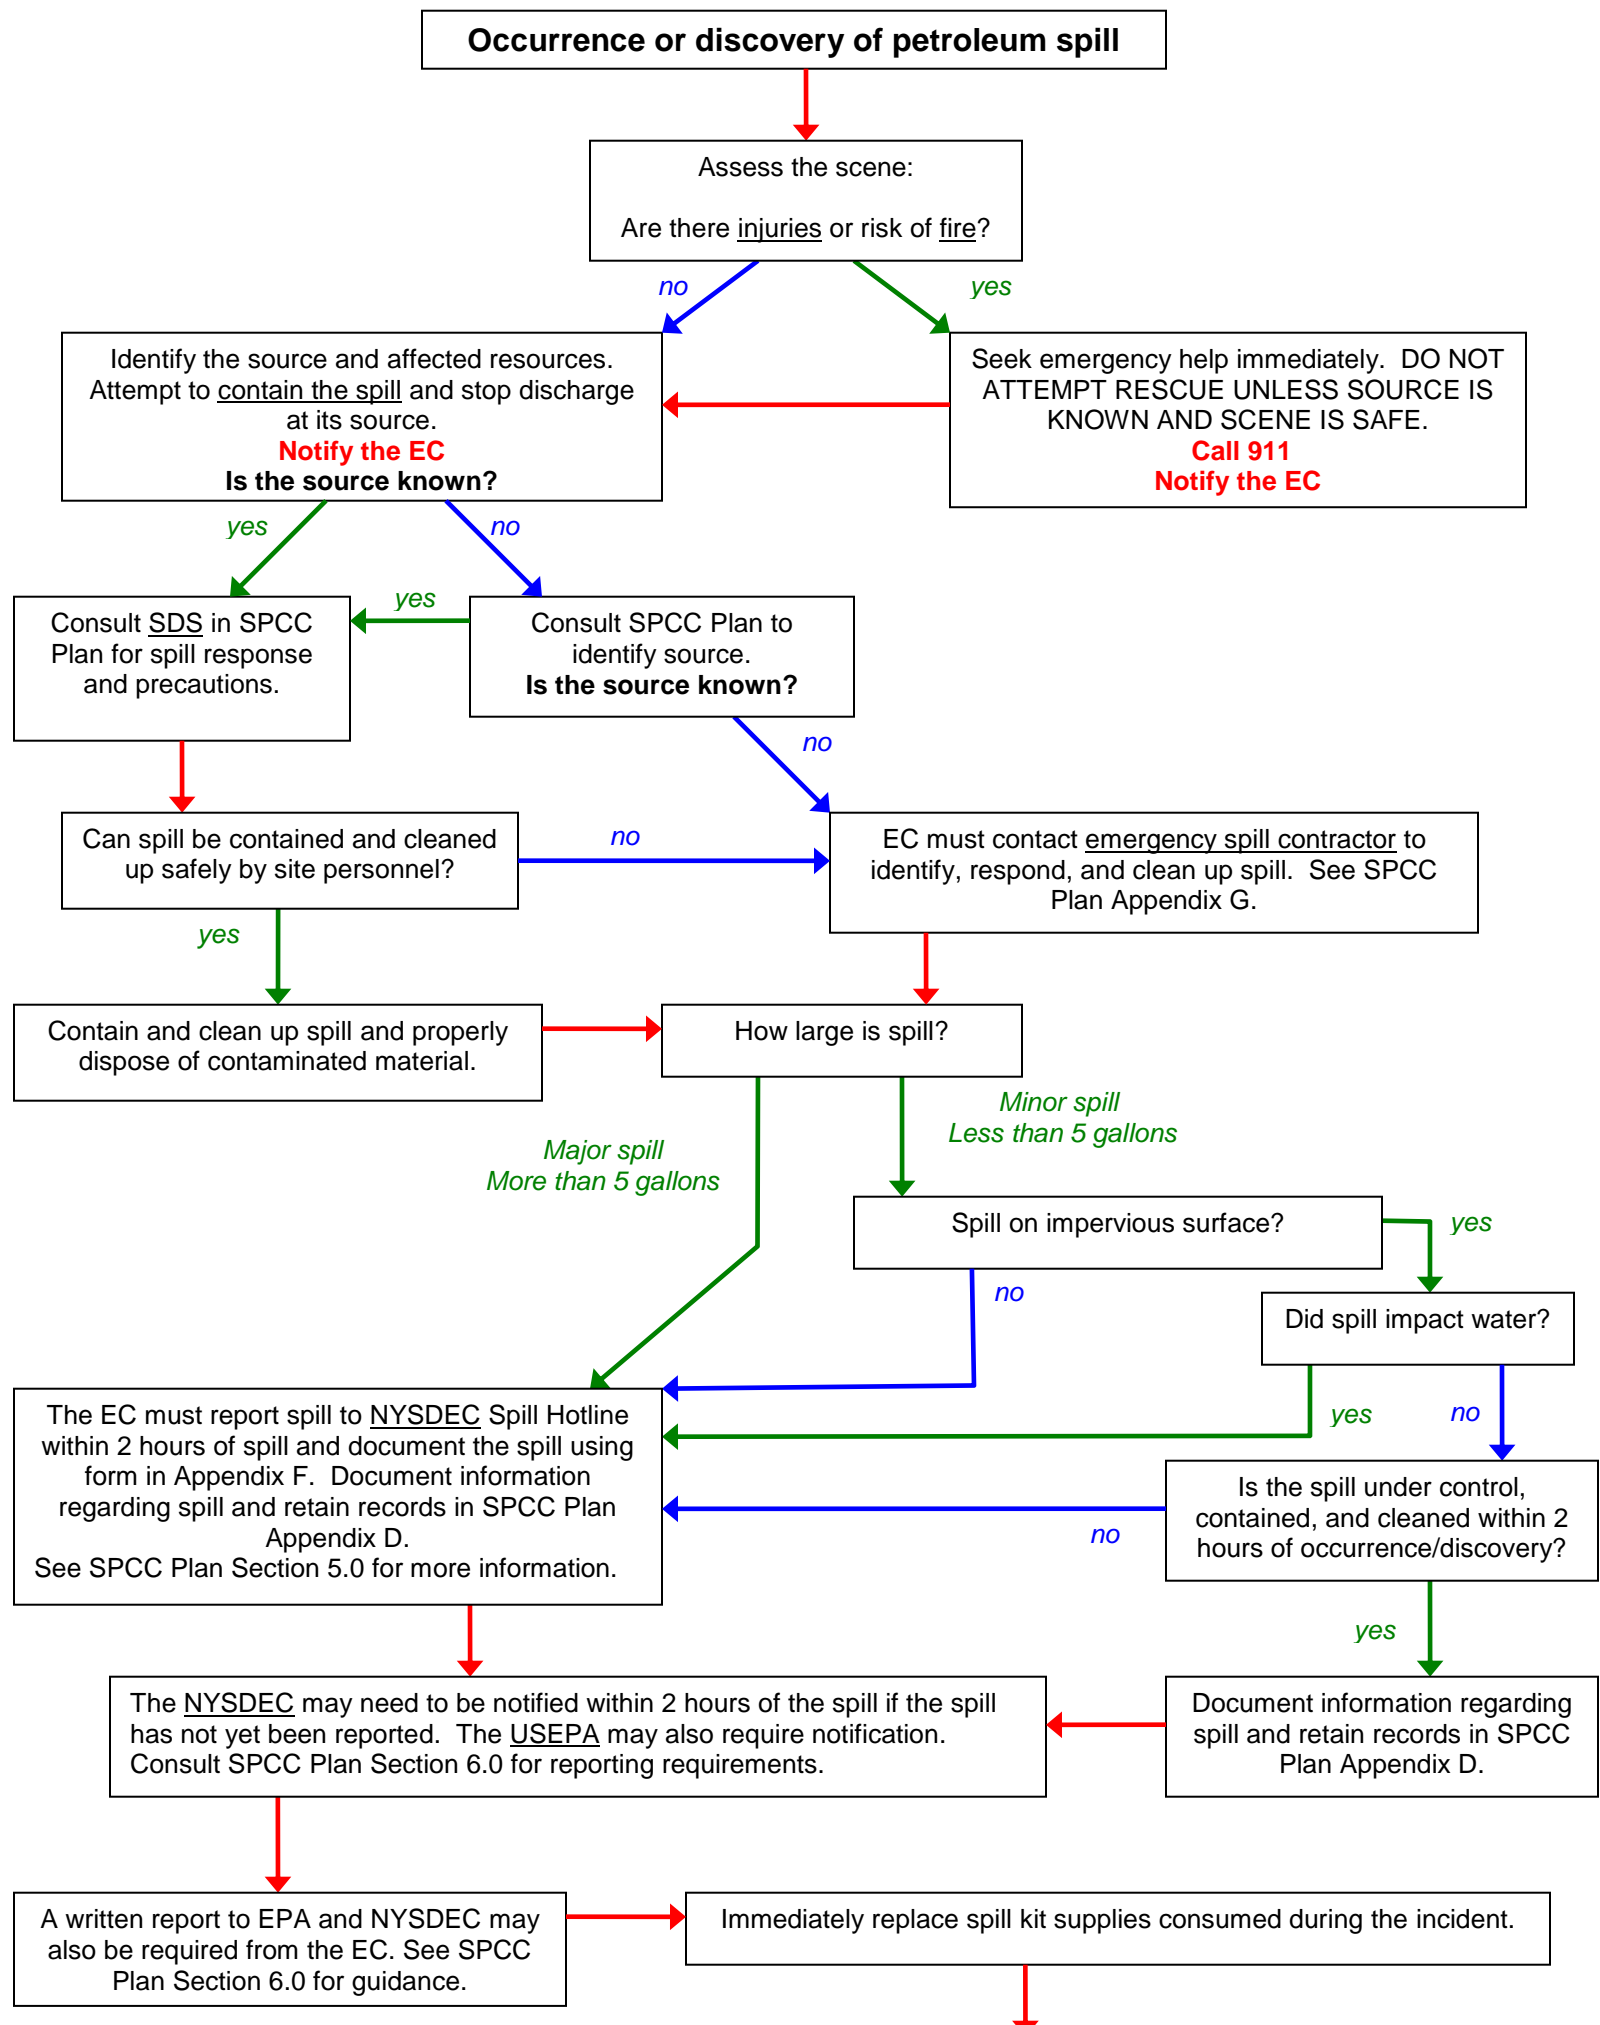 Occurrence or discovery of petroleum spill
Assess the scene:
Are there injuries or risk of fire?
no
yes
Identify the source and affected resources.
Attempt to contain the spill and stop discharge
at its source.
Notify the EC
Is the source known?
Seek emergency help immediately.  DO NOT
ATTEMPT RESCUE UNLESS SOURCE IS
KNOWN AND SCENE IS SAFE.
Call 911
Notify the EC
yes
no
Consult SDS in SPCC
Plan for spill response
and precautions.
yes
Consult SPCC Plan to
identify source.
Is the source known?
no
Can spill be contained and cleaned
up safely by site personnel?
no
EC must contact emergency spill contractor to
identify, respond, and clean up spill.  See SPCC
Plan Appendix G.
yes
Contain and clean up spill and properly
dispose of contaminated material.
How large is spill?
Minor spill
Less than 5 gallons
Major spill
More than 5 gallons
Spill on impervious surface?
yes
no
Did spill impact water?
The EC must report spill to NYSDEC Spill Hotline
within 2 hours of spill and document the spill using
form in Appendix F.  Document information
regarding spill and retain records in SPCC Plan
Appendix D.
See SPCC Plan Section 5.0 for more information.
yes
no
Is the spill under control,
contained, and cleaned within 2
hours of occurrence/discovery?
no
yes
The NYSDEC may need to be notified within 2 hours of the spill if the spill
has not yet been reported.  The USEPA may also require notification.
Consult SPCC Plan Section 6.0 for reporting requirements.
Document information regarding
spill and retain records in SPCC
Plan Appendix D.
A written report to EPA and NYSDEC may
also be required from the EC. See SPCC
Plan Section 6.0 for guidance.
Immediately replace spill kit supplies consumed during the incident.